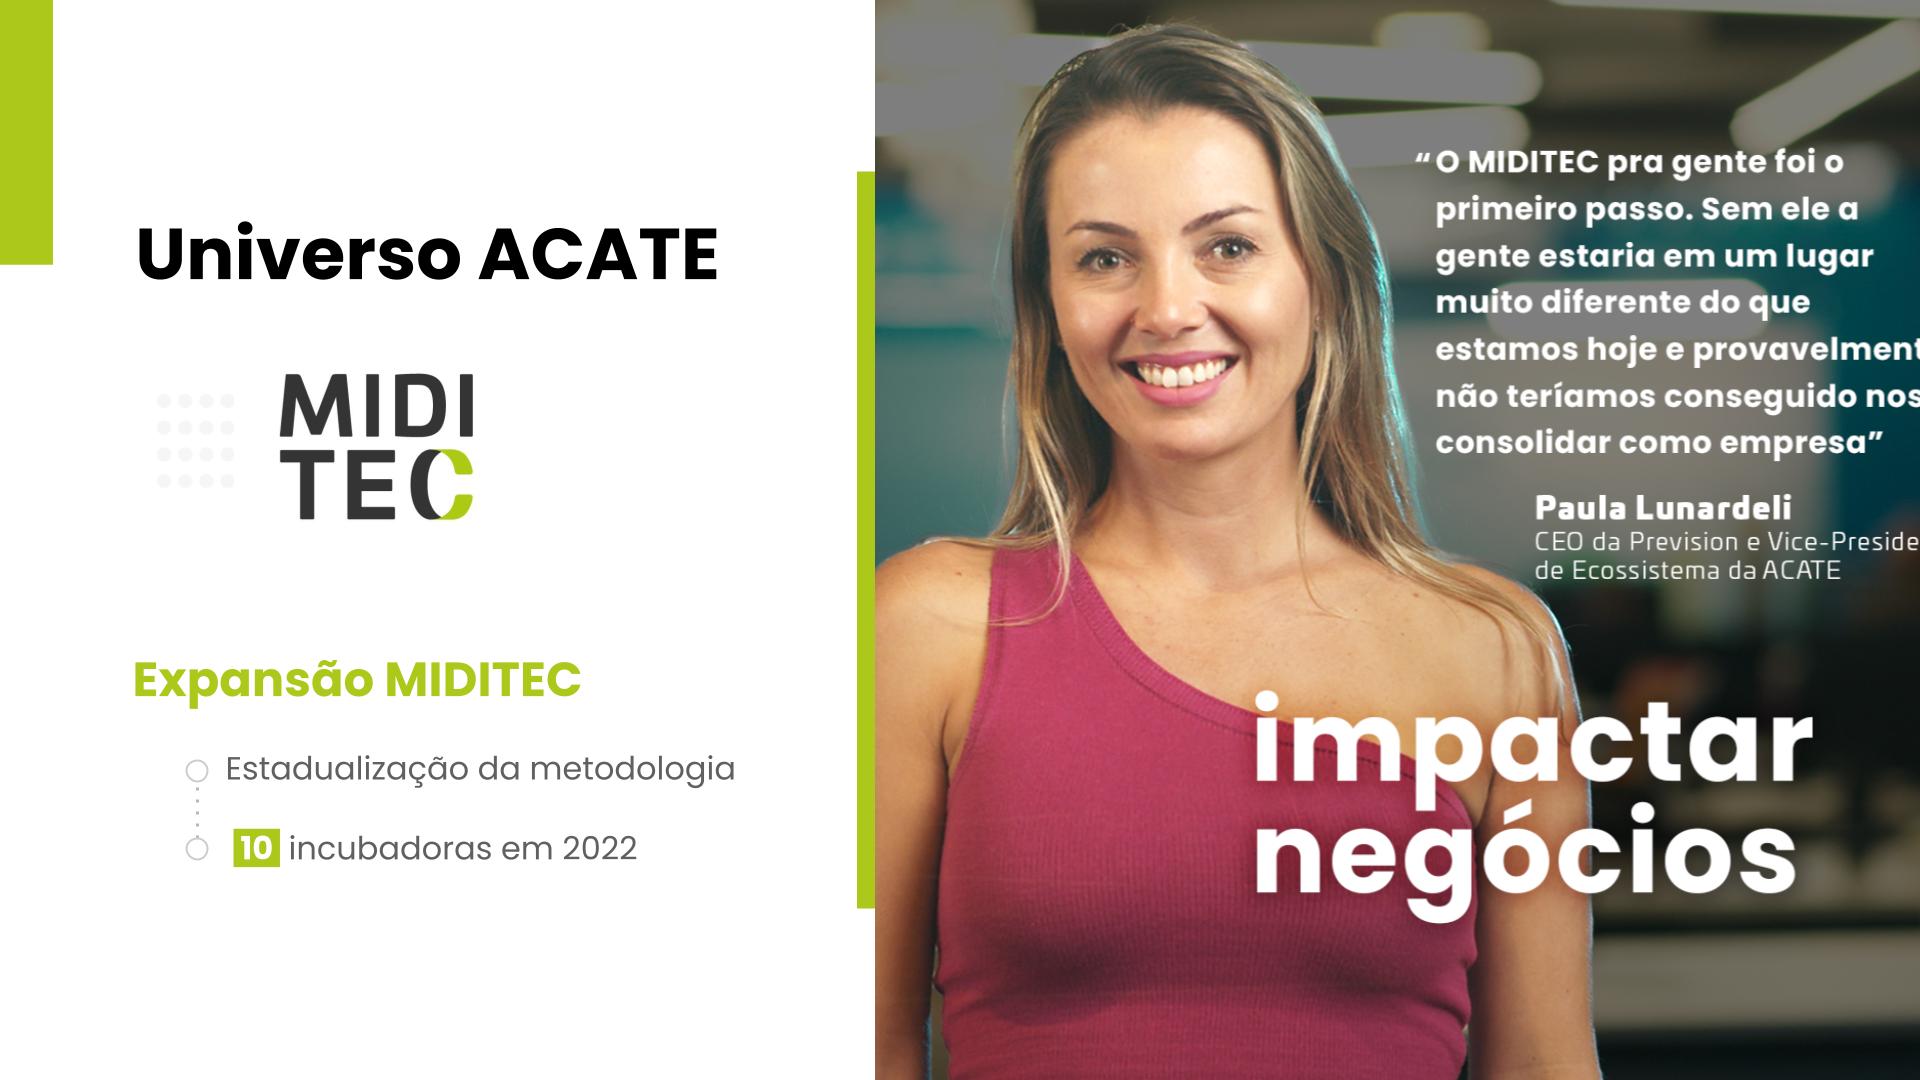 Universo ACATE
MIDI
TEC
Expansão MIDITEC
Estadualização da metodologia
10 incubadoras em 2022
“O MIDITEC pra gente foi o
primeiro passo. Sem ele a
gente estaria em um lugar
muito diferente do que
estamos hoje e provavelment
não teríamos conseguido nos
consolidar como empresa”
Paula Lunardeli
CEO da Prevision e Vice-Preside
de Ecossistema da ACATE
impactar
negócios